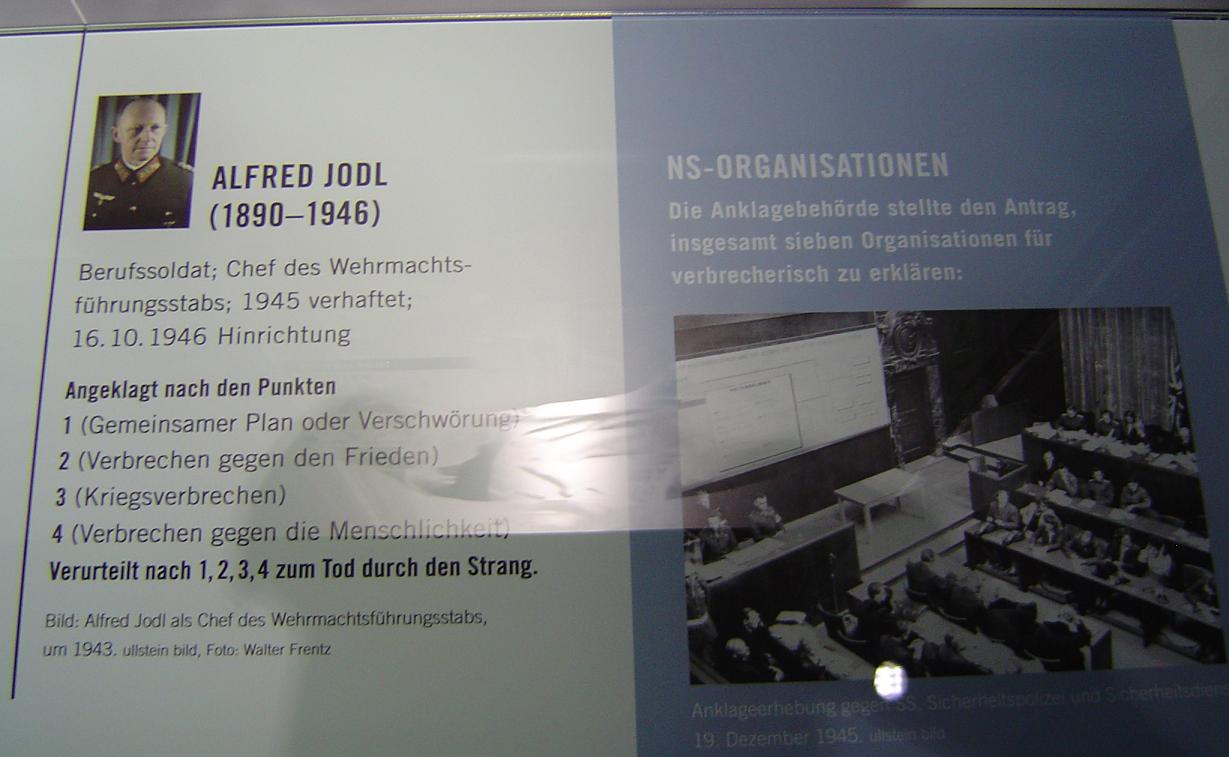 ALFRED JODL
(1890–1946)
Berufssoldat; Chef des Wehrmachts-
führungsstabs; 1945 verhaftet;
16.10.1946 Hinrichtung
Angeklagt nach den Punkten
1 (Gemeinsamer Plan oder Verschwörung)
2 (Verbrechen gegen den Frieden)
3 (Kriegsverbrechen)
4 (Verbrechen gegen die Menschlichkeit)
Verurteilt nach 1,2,3,4 zum Tod durch den Strang.
Bild: Alfred Jodl als Chef des Wehrmachtsführungsstabs,
um 1943. ullstein bild, Foto: Walter Frentz
NS-ORGANISATIONEN
Die Anklagebehörde stellte den Antrag,
insgesamt sieben Organisationen für
verbrecherisch zu erklären:
Anklageerhebung gegen SS, Sicherheitspolizei und
19. Dezember 1945. ullstein bild